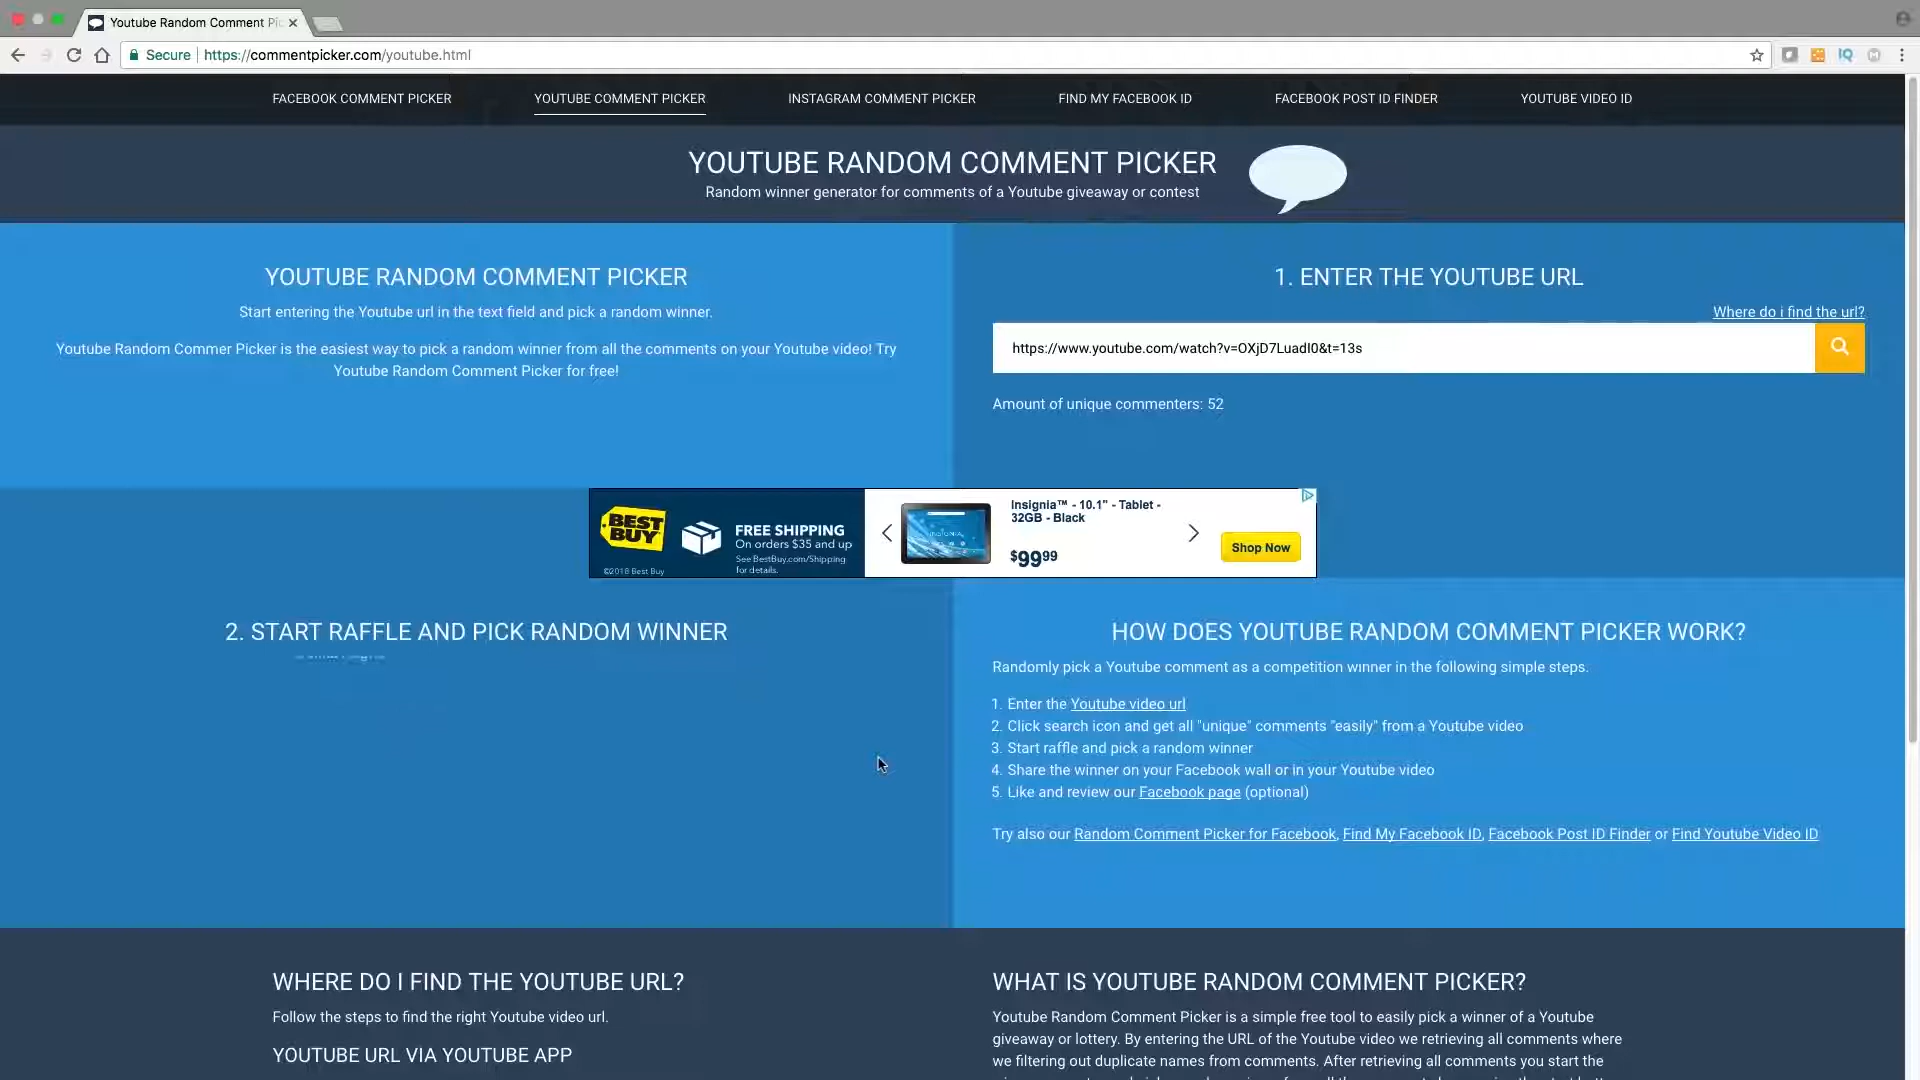 Youtube Random Comment Pic
Secure
https://commentpicker.com/youtube.html
FACEBOOK COMMENT PICKER
YOUTUBE COMMENT PICKER
INSTAGRAM COMMENT PICKER
FIND MY FACEBOOK ID
FACEBOOK POST ID FINDER
YOUTUBE VIDEO ID
YOUTUBE RANDOM COMMENT PICKER
Random winner generator for comments of a Youtube giveaway or contest
YOUTUBE RANDOM COMMENT PICKER
Start entering the Youtube url in the text field and pick a random winner.
Youtube Random Commer Picker is the easiest way to pick a random winner from all the comments on your Youtube video! Try
Youtube Random Comment Picker for free!
1. ENTER THE YOUTUBE URL
Where do i find the url?
https://www.youtube.com/watch?v=OXjD7LuadI0&t=13s
Amount of unique commenters: 52
BEST
BUY
©2018 Best Buy
FREE SHIPPING
On orders $35 and up
See BestBuy.com/Shipping
for details.
INSIGNIA
Insignia™ - 10.1" - Tablet -
32GB - Black
$9999
Shop Now
2. START RAFFLE AND PICK RANDOM WINNER
HOW DOES YOUTUBE RANDOM COMMENT PICKER WORK?
Randomly pick a Youtube comment as a competition winner in the following simple steps.
1. Enter the Youtube video url
2. Click search icon and get all "unique" comments "easily" from a Youtube video
3. Start raffle and pick a random winner
4. Share the winner on your Facebook wall or in your Youtube video
5. Like and review our Facebook page (optional)
Try also our Random Comment Picker for Facebook, Find My Facebook ID, Facebook Post ID Finder or Find Youtube Video ID
WHERE DO I FIND THE YOUTUBE URL?
Follow the steps to find the right Youtube video url.
YOUTUBE URL VIA YOUTUBE APP
WHAT IS YOUTUBE RANDOM COMMENT PICKER?
Youtube Random Comment Picker is a simple free tool to easily pick a winner of a Youtube
giveaway or lottery. By entering the URL of the Youtube video we retrieving all comments where
we filtering out duplicate names from comments. After retrieving all comments you start the